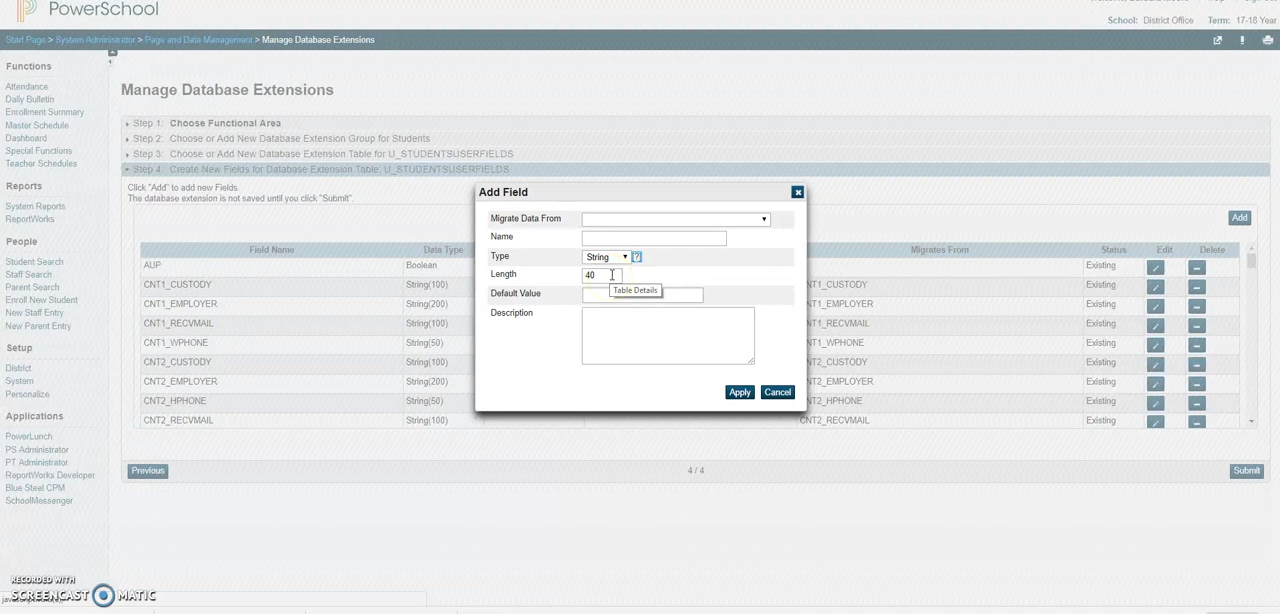 PowerSchool
School: District Office Term: 17-18 Year
Start Page > System Administrator > Page and Data Management > Manage Database Extensions
Functions
Attendance
Daily Bulletin
Enrollment Summary
Master Schedule
Dashboard
Special Functions
Teacher Schedules
Reports
System Reports
ReportWorks
People
Student Search
Staff Search
Parent Search
Enroll New Student
New Staff Entry
New Parent Entry
Setup
District
System
Personalize
Applications
PowerLunch
PS Administrator
PT Administrator
ReportWorks Developer
Blue Steel CPM
SchoolMessenger
Manage Database Extensions
Step 1: Choose Functional Area
Step 2: Choose or Add New Database Extension Group for Students
Step 3: Choose or Add New Database Extension Table for U_STUDENTSUSERFIELDS
Step 4: Create New Fields for Database Extension Table: U_STUDENTSUSERFIELDS
Click "Add" to add new Fields.
The database extension is not saved until you click "Submit".
Add
Field Name Data Type Migrates From Status Edit Delete
AUP Boolean Existing
CNT1_CUSTODY String(100) CNT1_CUSTODY Existing
CNT1_EMPLOYER String(200) CNT1_EMPLOYER Existing
CNT1_RECVMAIL String(100) CNT1_RECVMAIL Existing
CNT1_WPHONE String(50) CNT1_WPHONE Existing
CNT2_CUSTODY String(100) CNT2_CUSTODY Existing
CNT2_EMPLOYER String(200) CNT2_EMPLOYER Existing
CNT2_HPHONE String(50) CNT2_HPHONE Existing
CNT2_RECVMAIL String(100) CNT2_RECVMAIL Existing
Add Field
Migrate Data From
Name
Type String [?]
Length 40
Table Details
Default Value
Description
Apply Cancel
Previous 4 / 4 Submit
RECORDED WITH
SCREENCAST MATIC